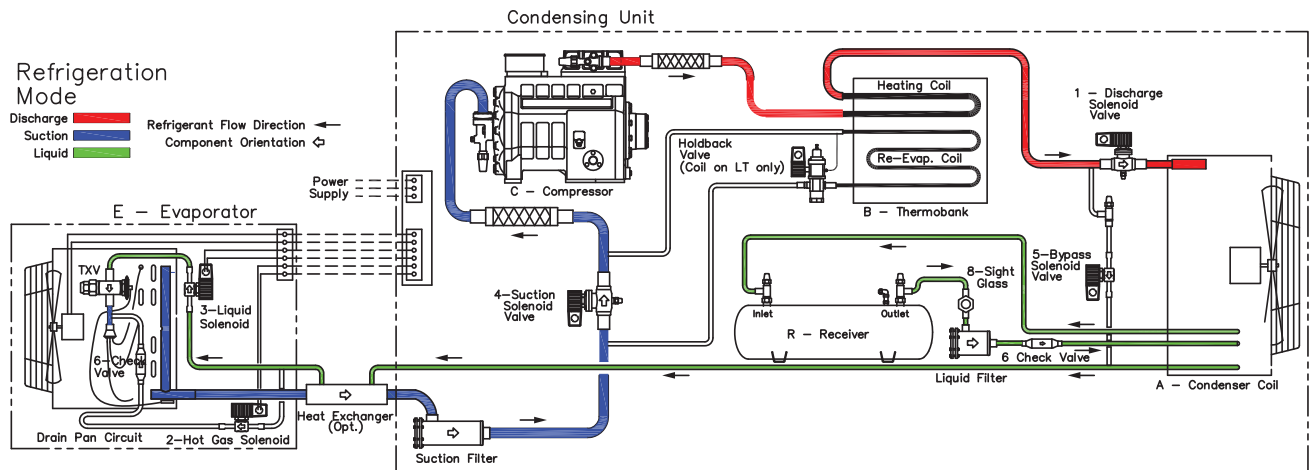 Condensing Unit
Refrigeration
Mode
Discharge
Suction
Liquid
Refrigerant Flow Direction
Component Orientation
Power
Supply
C - Compressor
Holdback
Valve
(Coil on LT only)
Heating Coil
Re-Evap. Coil
B - Thermobank
1 - Discharge
Solenoid
Valve
E - Evaporator
TXV
3-Liquid
Solenoid
6-Check
Valve
Drain Pan Circuit
2-Hot Gas Solenoid
Heat Exchanger
(Opt.)
Suction Filter
4-Suction
Solenoid
Valve
Inlet
Outlet
R - Receiver
8-Sight
Glass
Liquid Filter
6 Check Valve
5-Bypass
Solenoid
Valve
A - Condenser Coil